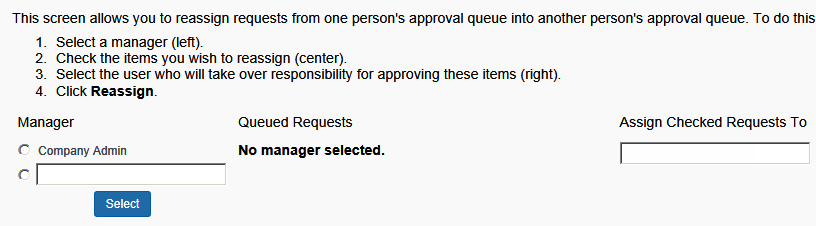 This screen allows you to reassign requests from one person's approval queue into another person's approval queue. To do this
1. Select a manager (left).
2. Check the items you wish to reassign (center).
3. Select the user who will take over responsibility for approving these items (right).
4. Click Reassign.
Manager Queued Requests Assign Checked Requests To
Company Admin No manager selected.
Select